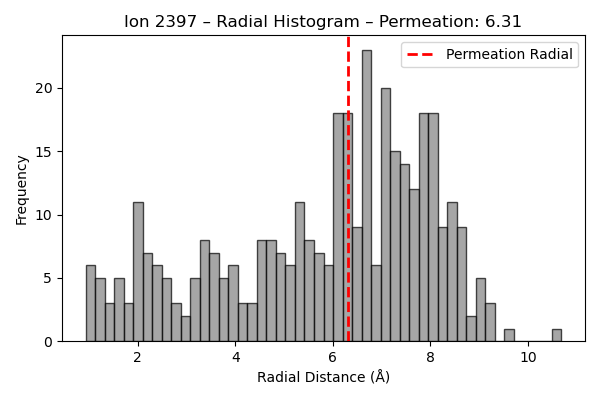 Ion 2397 – Radial Histogram – Permeation: 6.31
Permeation Radial
Frequency
20
15
10
5
0
2
4
6
8
10
Radial Distance (Å)